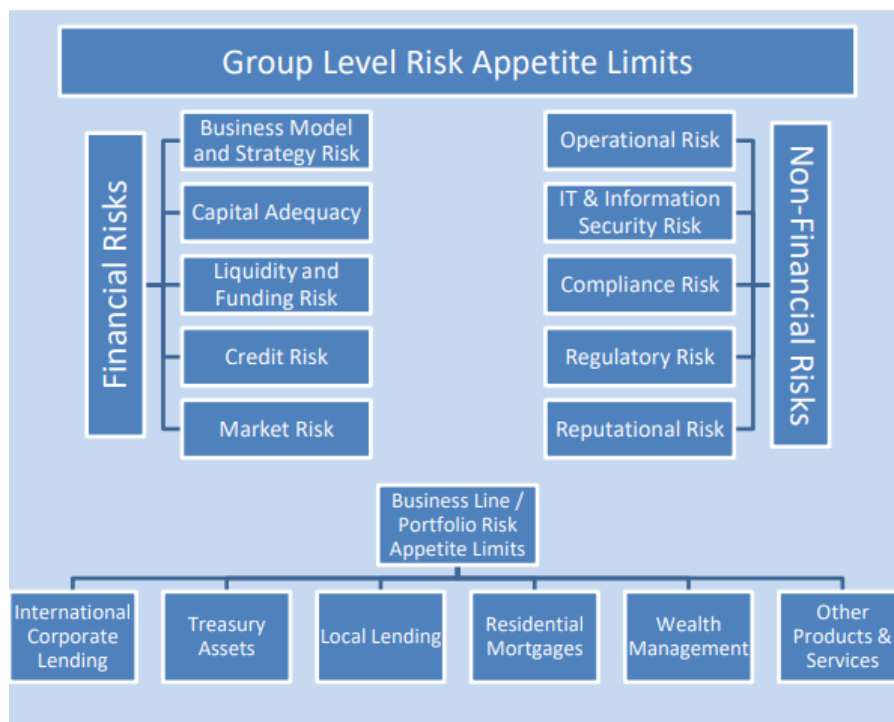 Group Level Risk Appetite Limits
Financial Risks
Business Model
and Strategy Risk
Capital Adequacy
Liquidity and
Funding Risk
Credit Risk
Market Risk
Operational Risk
IT & Information
Security Risk
Compliance Risk
Regulatory Risk
Reputational Risk
Non-Financial Risks
Business Line /
Portfolio Risk
Appetite Limits
International
Corporate
Lending
Treasury
Assets
Local Lending
Residential
Mortgages
Wealth
Management
Other
Products &
Services